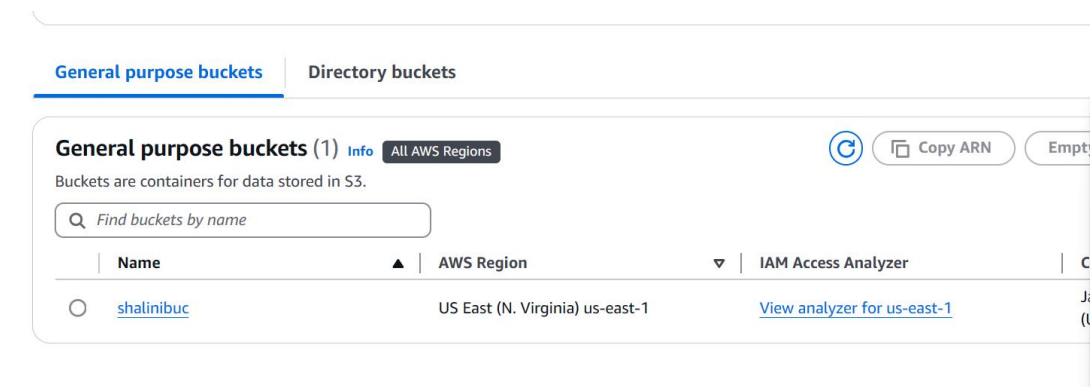 General purpose buckets Directory buckets
General purpose buckets (1) Info All AWS Regions Copy ARN Empty
Buckets are containers for data stored in S3.
Find buckets by name
Name AWS Region IAM Access Analyzer
shalinibuc US East (N. Virginia) us-east-1 View analyzer for us-east-1